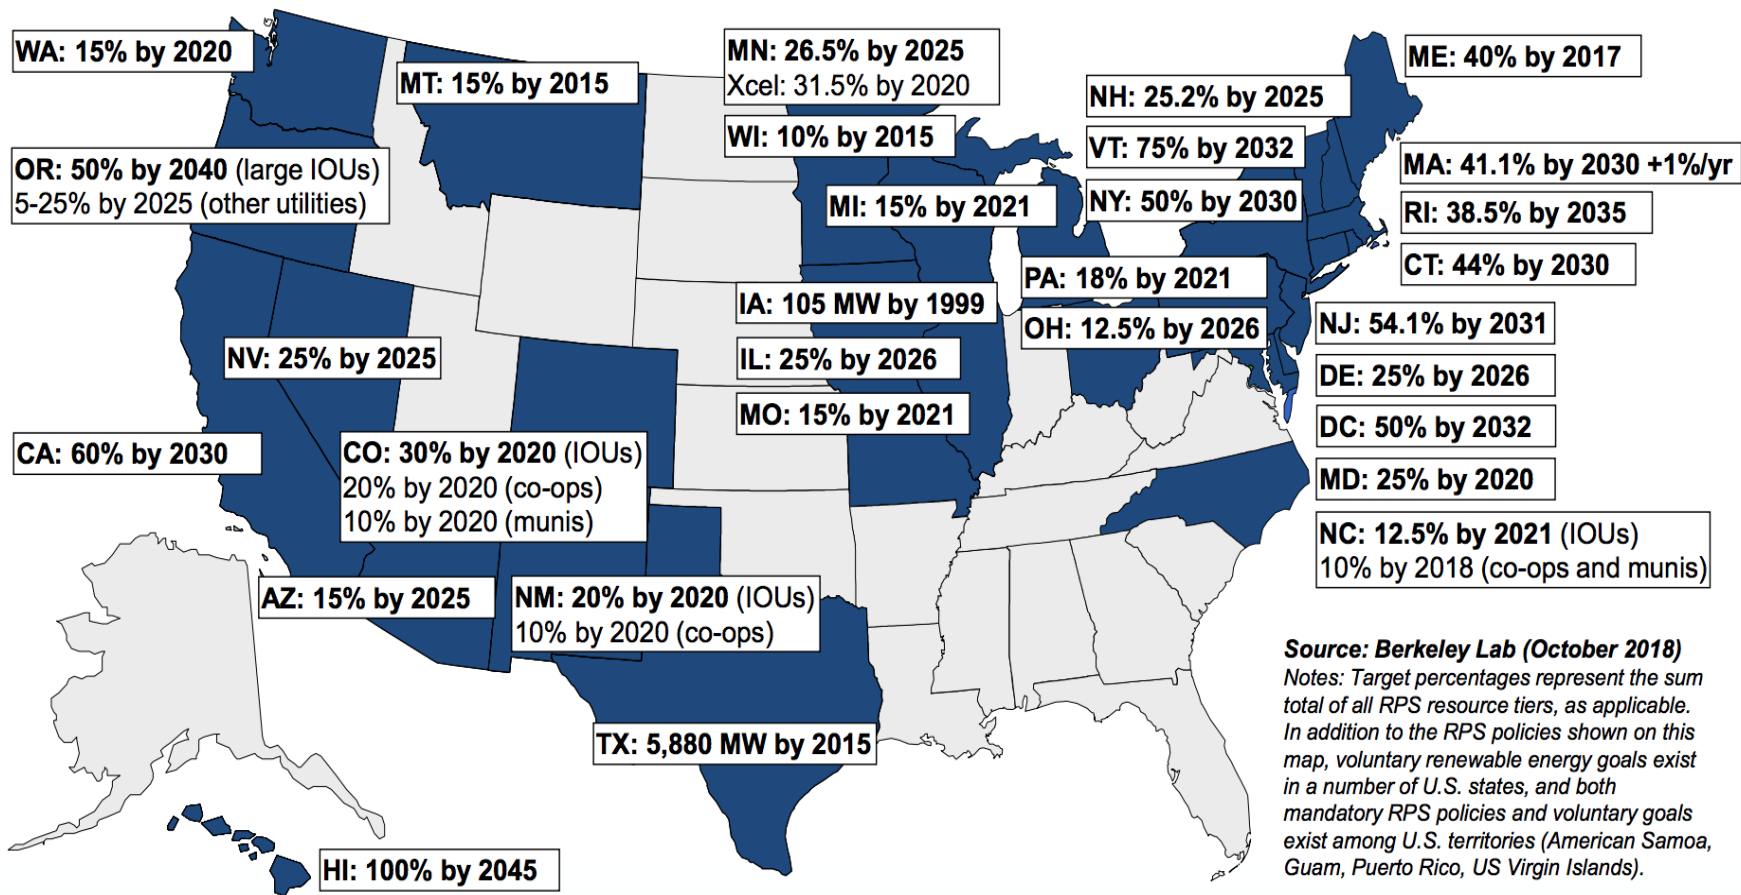 WA: 15% by 2020
MT: 15% by 2015
MN: 26.5% by 2025
Xcel: 31.5% by 2020
ME: 40% by 2017
NH: 25.2% by 2025
WI: 10% by 2015
VT: 75% by 2032
OR: 50% by 2040 (large IOUs)
5-25% by 2025 (other utilities)
MA: 41.1% by 2030 +1%/yr
MI: 15% by 2021
NY: 50% by 2030
RI: 38.5% by 2035
CT: 44% by 2030
PA: 18% by 2021
IA: 105 MW by 1999
OH: 12.5% by 2026
NJ: 54.1% by 2031
NV: 25% by 2025
IL: 25% by 2026
DE: 25% by 2026
MO: 15% by 2021
DC: 50% by 2032
CA: 60% by 2030
CO: 30% by 2020 (IOUs)
20% by 2020 (co-ops)
10% by 2020 (munis)
MD: 25% by 2020
NC: 12.5% by 2021 (IOUs)
10% by 2018 (co-ops and munis)
AZ: 15% by 2025
NM: 20% by 2020 (IOUs)
10% by 2020 (co-ops)
TX: 5,880 MW by 2015
HI: 100% by 2045
Source: Berkeley Lab (October 2018)
Notes: Target percentages represent the sum
total of all RPS resource tiers, as applicable.
In addition to the RPS policies shown on this
map, voluntary renewable energy goals exist
in a number of U.S. states, and both
mandatory RPS policies and voluntary goals
exist among U.S. territories (American Samoa,
Guam, Puerto Rico, US Virgin Islands).